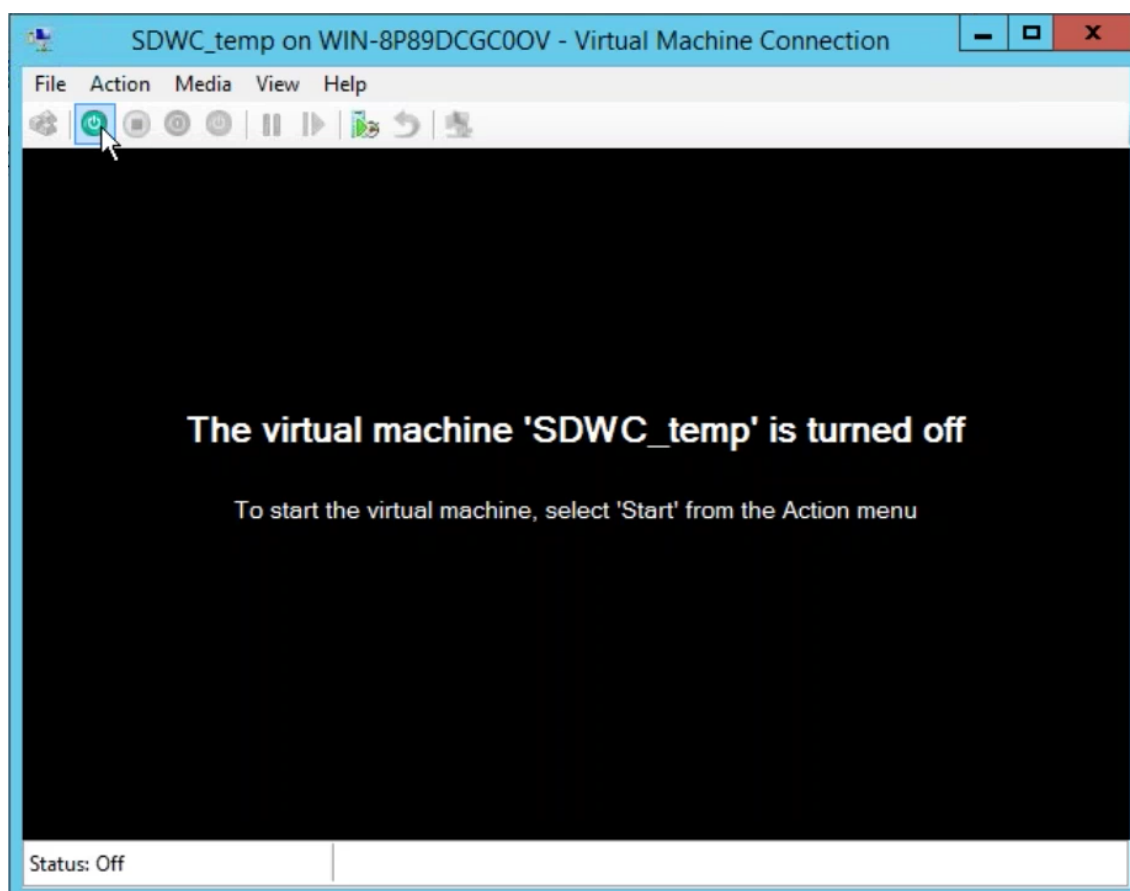 SDWC_temp on WIN-8P89DCGC0OV - Virtual Machine Connection
File Action Media View Help
The virtual machine 'SDWC_temp' is turned off
To start the virtual machine, select 'Start' from the Action menu
Status: Off